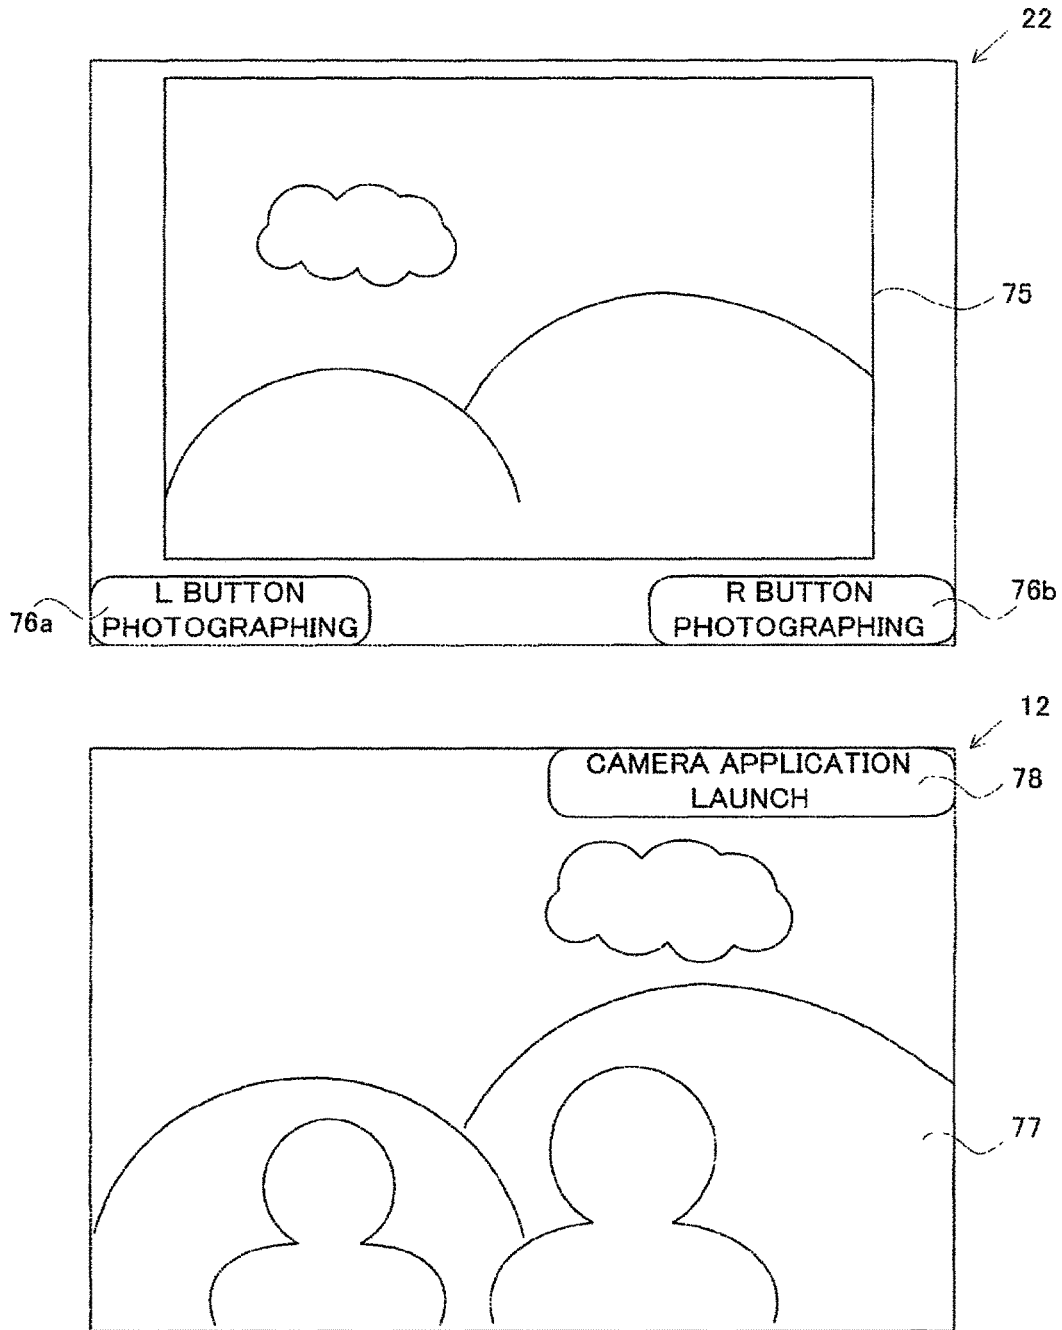 22
75
L BUTTON
PHOTOGRAPHING
76a
R BUTTON
PHOTOGRAPHING
76b
12
CAMERA APPLICATION
LAUNCH
78
77